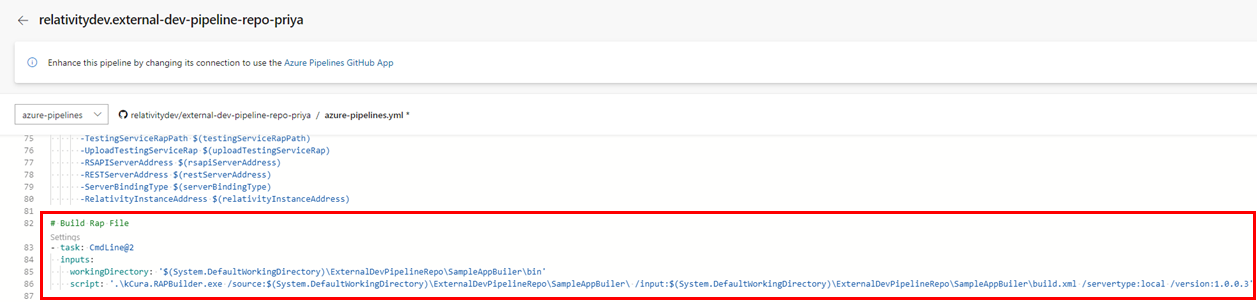 ← relativitydev.external-dev-pipeline-repo-priya
Enhance this pipeline by changing its connection to use the Azure Pipelines GitHub App
azure-pipelines relativitydev/external-dev-pipeline-repo-priya / azure-pipelines.yml *
75 -TestingServiceRapPath $(testingServiceRapPath)
76 -UploadTestingServiceRap $(uploadTestingServiceRap)
77 -RSAPIServerAddress $(rsapiServerAddress)
78 -RESTServerAddress $(restServerAddress)
79 -ServerBindingType $(serverBindingType)
80 -RelativityInstanceAddress $(relativityInstanceAddress)
81
82 # Build Rap File
Settings
83 - task: CmdLine@2
84 inputs:
85 workingDirectory: '$(System.DefaultWorkingDirectory)\ExternalDevPipelineRepo\SampleAppBuiler\bin'
86 script: '.\kCura.RAPBuilder.exe /source:$(System.DefaultWorkingDirectory)\ExternalDevPipelineRepo\SampleAppBuiler\ /input:$(System.DefaultWorkingDirectory)\ExternalDevPipelineRepo\SampleAppBuiler\build.xml /servertype:local /version:1.0.0.3'
87